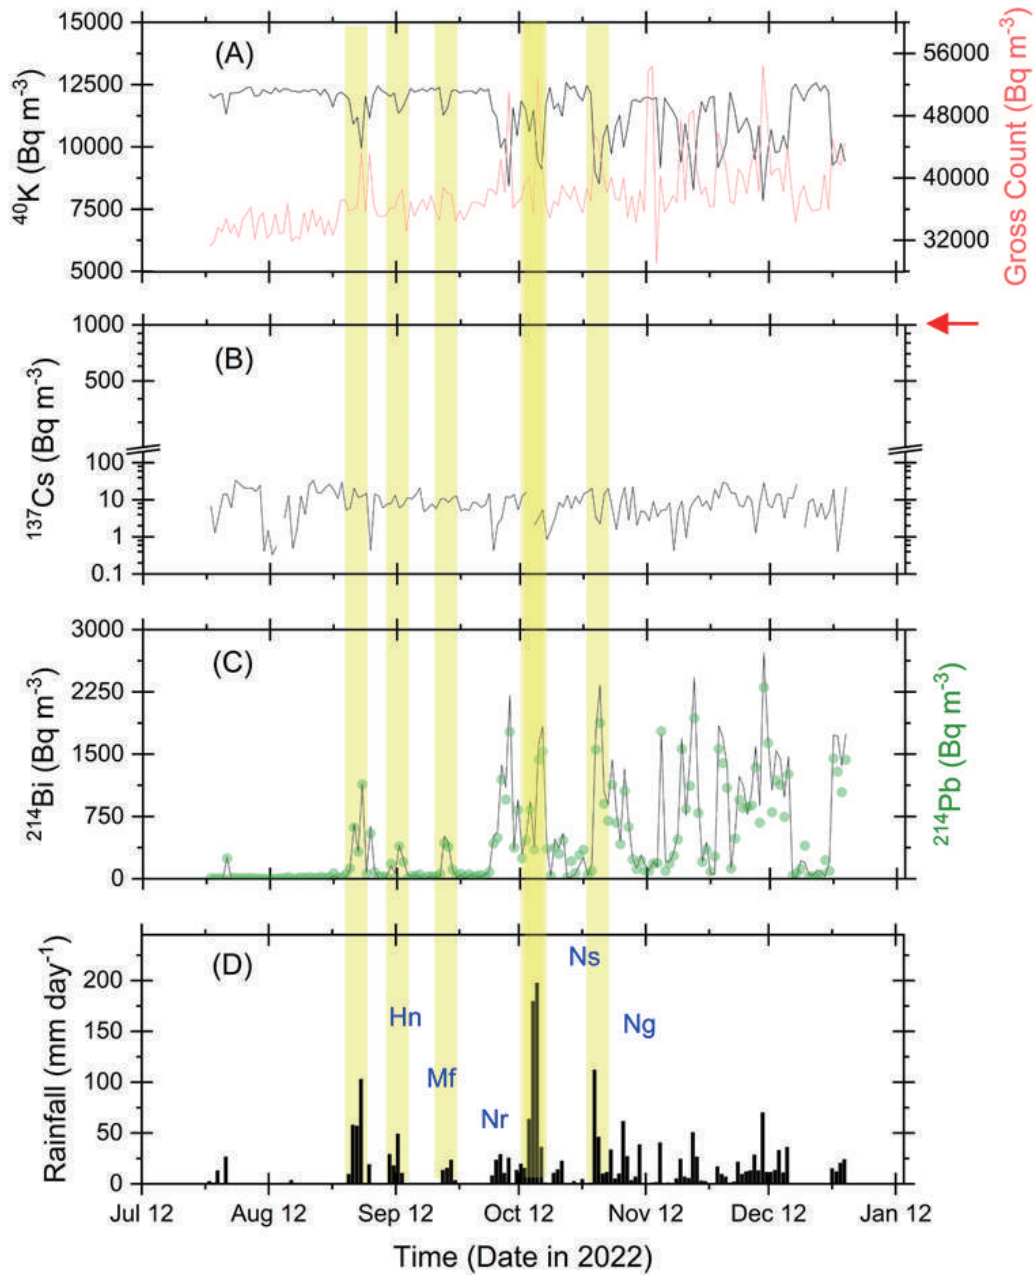 15000
12500
10000
7500
5000
⁴⁰K (Bq m⁻³)
(A)
56000
48000
40000
32000
Gross Count (Bq m⁻³)
1000
500
100
10
1
0.1
¹³⁷Cs (Bq m⁻³)
(B)
3000
2250
1500
750
0
²¹⁴Bi (Bq m⁻³)
(C)
²¹⁴Pb (Bq m⁻³)
200
150
100
50
0
Rainfall (mm day⁻¹)
(D)
Hn
Mf
Nr
Ns
Ng
Jul 12 Aug 12 Sep 12 Oct 12 Nov 12 Dec 12 Jan 12
Time (Date in 2022)